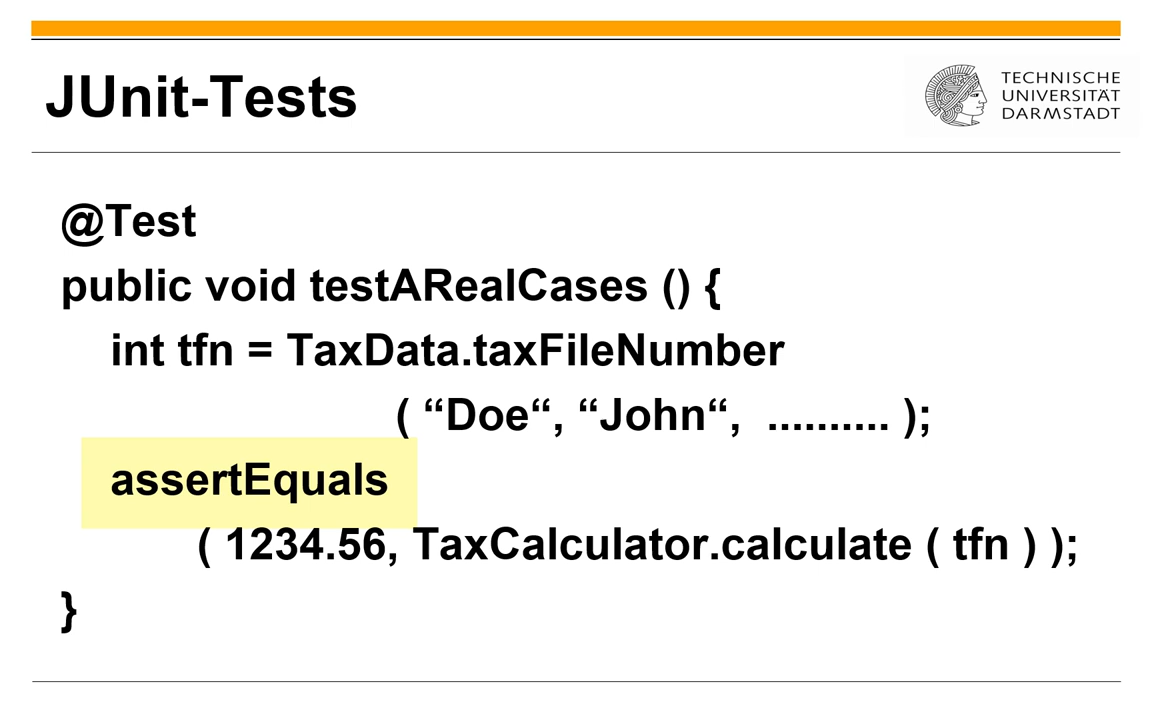 JUnit-Tests
TECHNISCHE
UNIVERSITÄT
DARMSTADT
@Test
public void testARealCases () {
int tfn = TaxData.taxFileNumber
( “Doe“, “John“, .......... );
assertEquals
( 1234.56, TaxCalculator.calculate ( tfn ) );
}